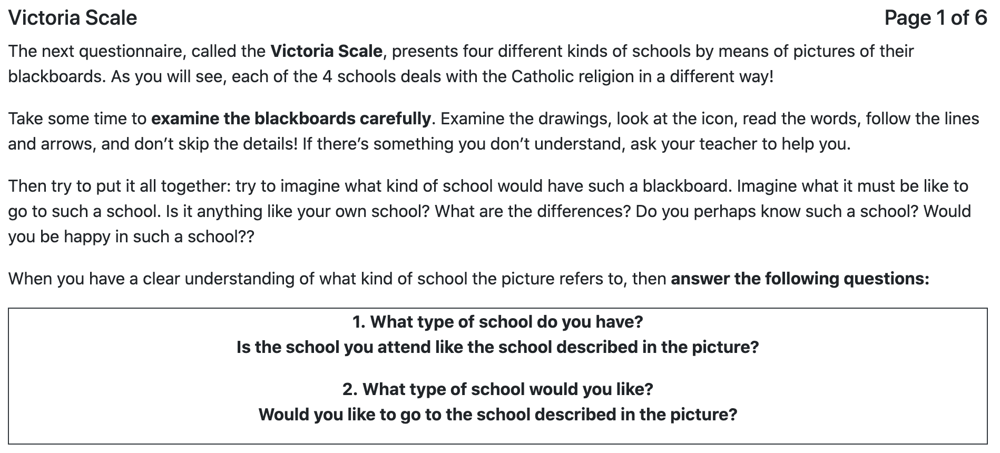 Victoria Scale
Page 1 of 6
The next questionnaire, called the Victoria Scale, presents four different kinds of schools by means of pictures of their
blackboards. As you will see, each of the 4 schools deals with the Catholic religion in a different way!
Take some time to examine the blackboards carefully. Examine the drawings, look at the icon, read the words, follow the lines
and arrows, and don’t skip the details! If there’s something you don’t understand, ask your teacher to help you.
Then try to put it all together: try to imagine what kind of school would have such a blackboard. Imagine what it must be like to
go to such a school. Is it anything like your own school? What are the differences? Do you perhaps know such a school? Would
you be happy in such a school??
When you have a clear understanding of what kind of school the picture refers to, then answer the following questions:
1. What type of school do you have?
Is the school you attend like the school described in the picture?
2. What type of school would you like?
Would you like to go to the school described in the picture?